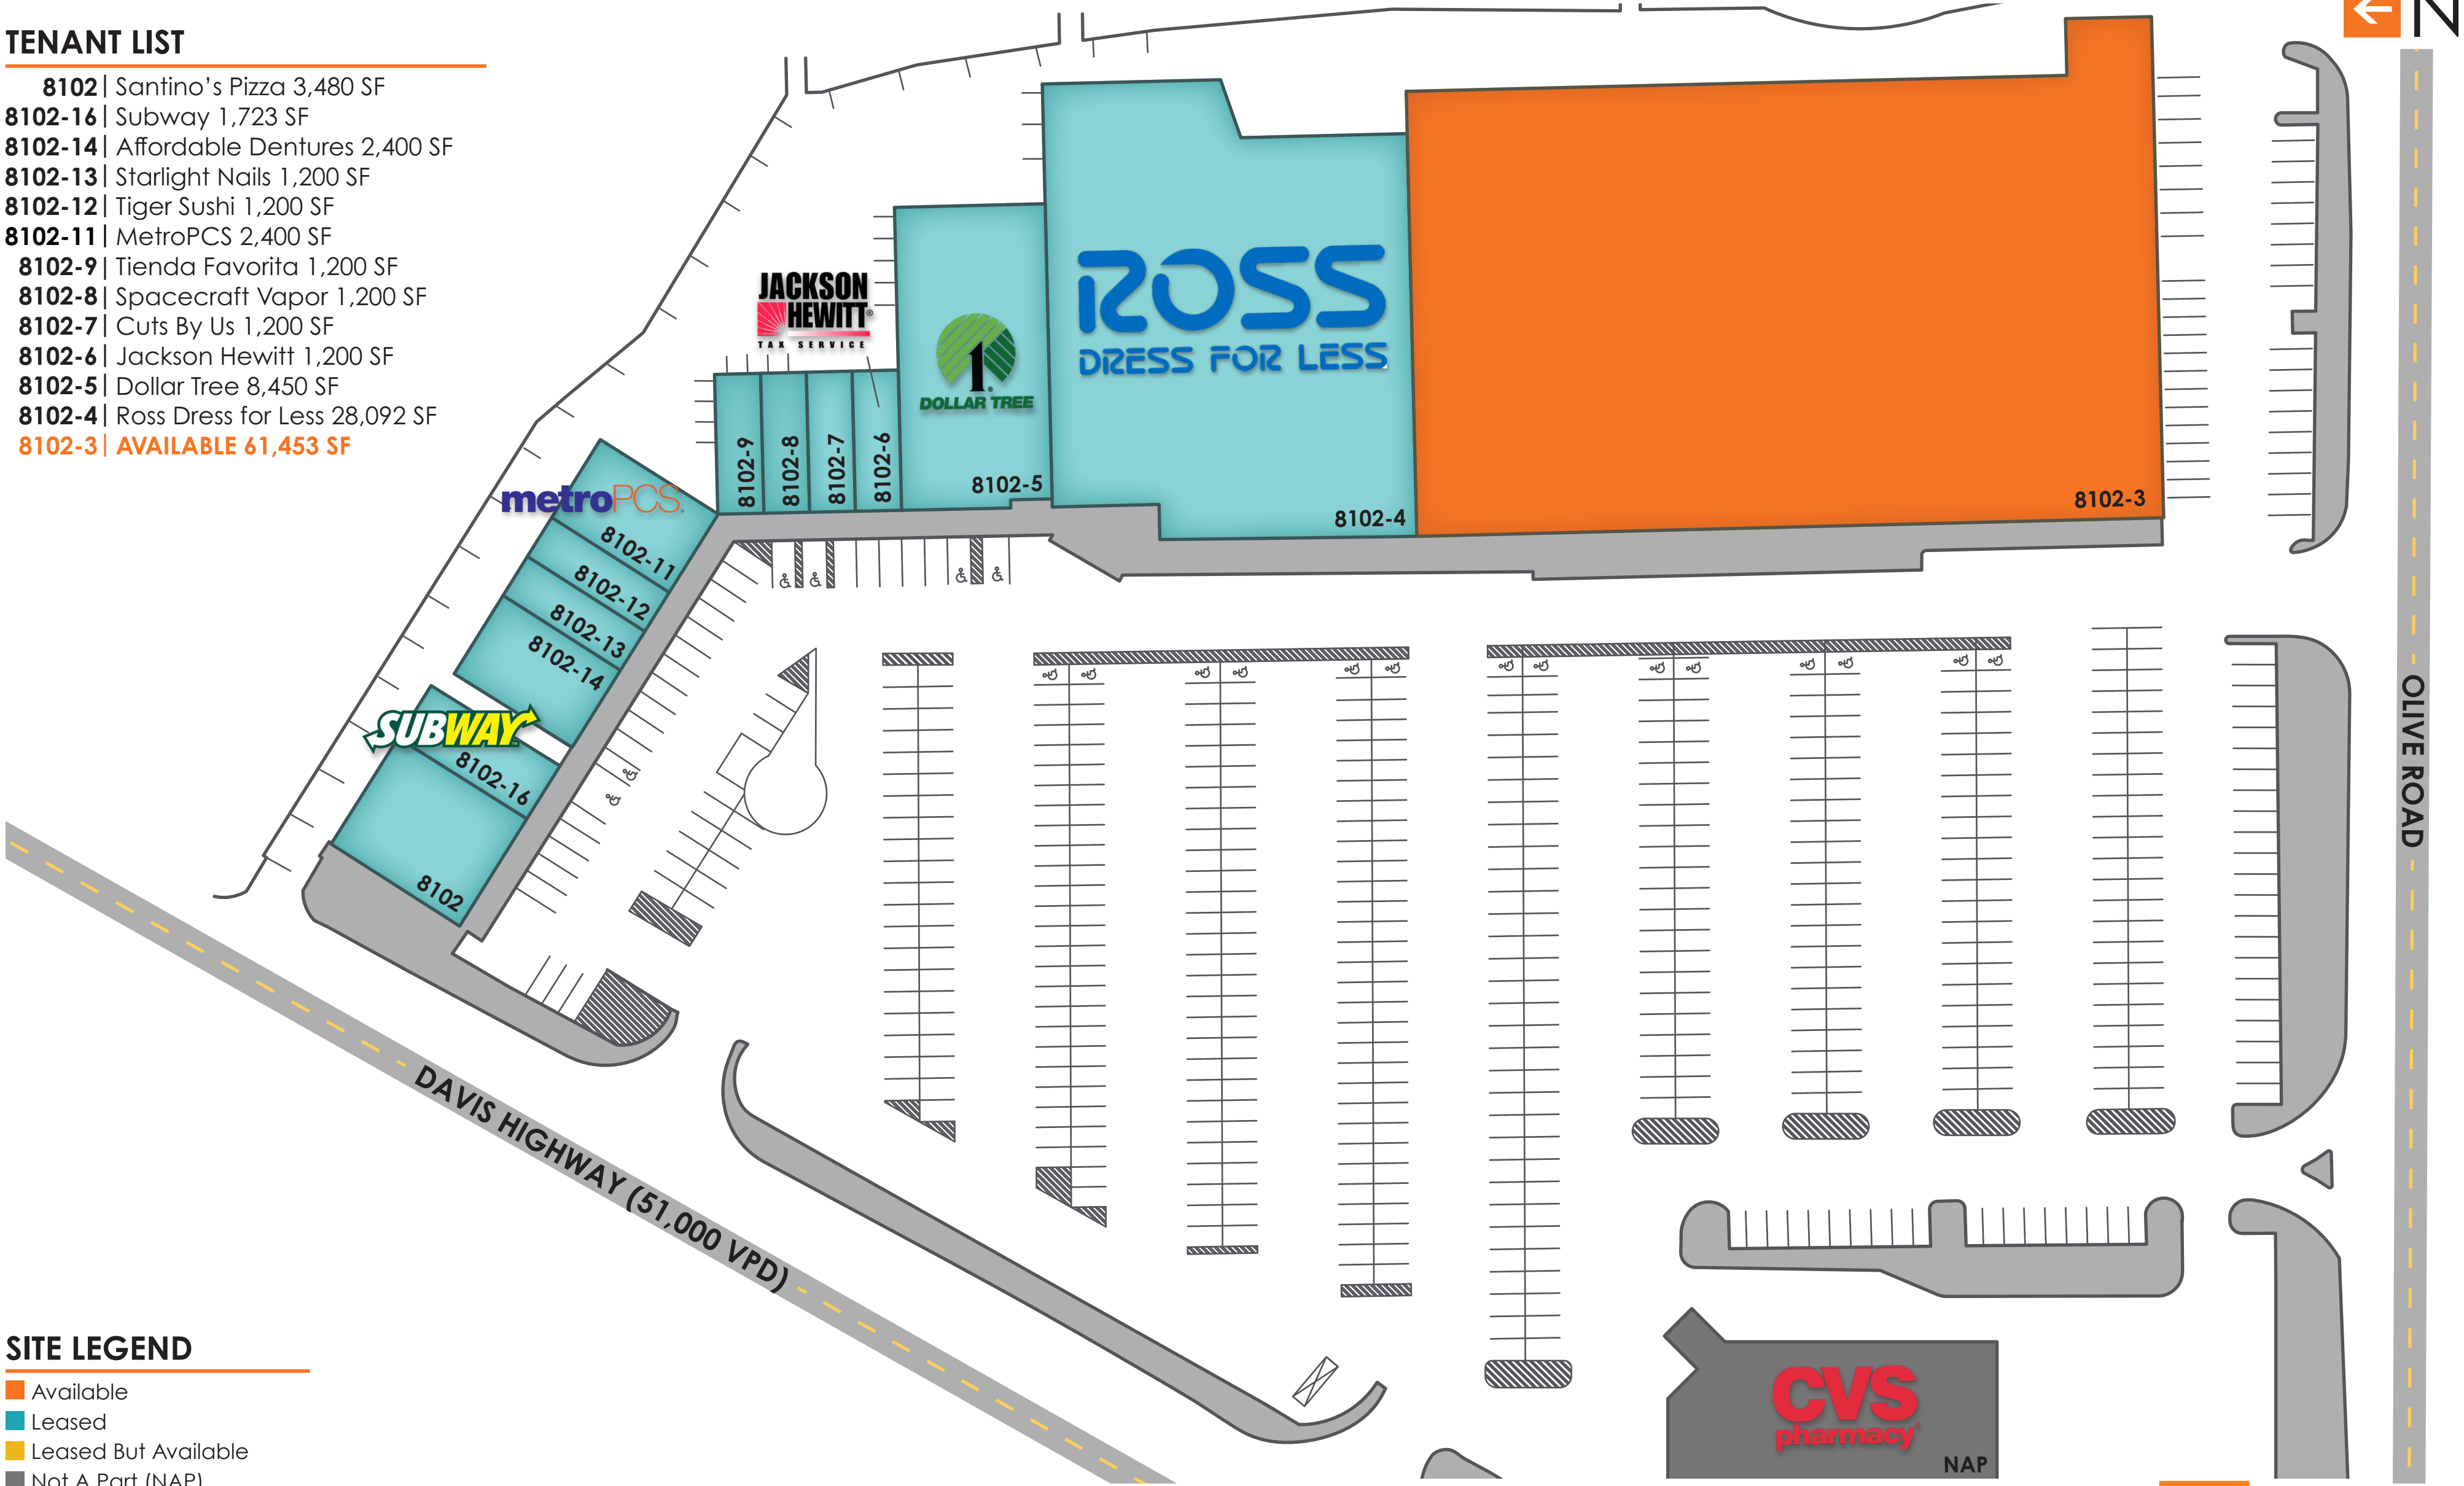 TENANT LIST
8102 | Santino's Pizza 3,480 SF
8102-16 | Subway 1,723 SF
8102-14 | Affordable Dentures 2,400 SF
8102-13 | Starlight Nails 1,200 SF
8102-12 | Tiger Sushi 1,200 SF
8102-11 | MetroPCS 2,400 SF
8102-9 | Tienda Favorita 1,200 SF
8102-8 | Spacecraft Vapor 1,200 SF
8102-7 | Cuts By Us 1,200 SF
8102-6 | Jackson Hewitt 1,200 SF
8102-5 | Dollar Tree 8,450 SF
8102-4 | Ross Dress for Less 28,092 SF
8102-3 | AVAILABLE 61,453 SF
N
JACKSON
HEWITT®
TAX SERVICE
1
DOLLAR TREE
ROSS
DRESS FOR LESS
8102-9
8102-8
8102-7
8102-6
8102-5
8102-4
8102-3
metroPCS.
8102-11
8102-12
8102-13
8102-14
SUBWAY
8102-16
8102
OLIVE ROAD
DAVIS HIGHWAY (51,000 VPD)
CVS
pharmacy
NAP
SITE LEGEND
Available
Leased
Leased But Available
Not A Part (NAP)